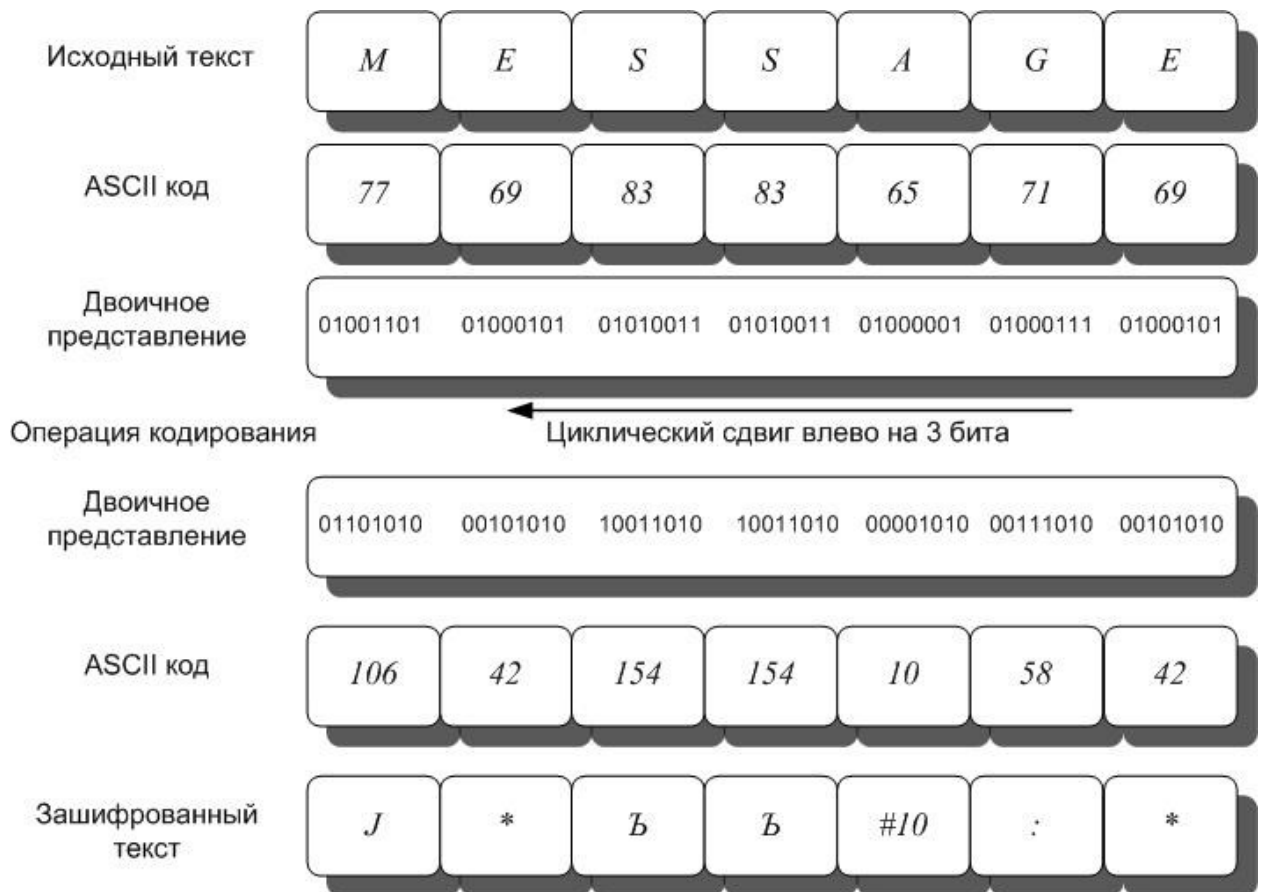 Исходный текст M E S S A G E
ASCII код 77 69 83 83 65 71 69
Двоичное
представление 01001101 01000101 01010011 01010011 01000001 01000111 01000101
Операция кодирования Циклический сдвиг влево на 3 бита
Двоичное
представление 01101010 00101010 10011010 10011010 00001010 00111010 00101010
ASCII код 106 42 154 154 10 58 42
Зашифрованный
текст J * Ъ Ъ #10 : *